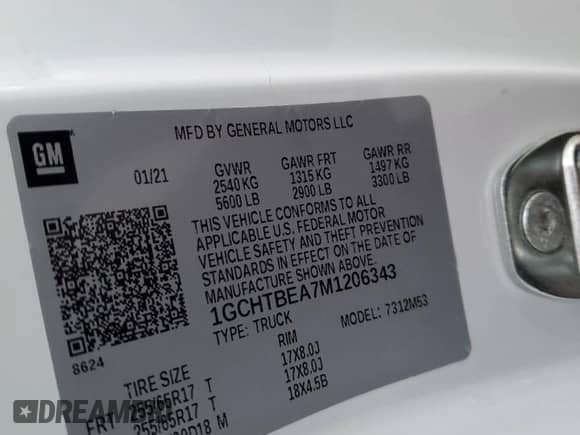 GM
MFD BY GENERAL MOTORS LLC
01/21 GVWR GAWR FRT GAWR RR
2540 KG 1315 KG 1497 KG
5600 LB 2900 LB 3300 LB
THIS VEHICLE CONFORMS TO ALL
APPLICABLE U.S. FEDERAL MOTOR
VEHICLE SAFETY AND THEFT PREVENTION
STANDARDS IN EFFECT ON THE DATE OF
MANUFACTURE SHOWN ABOVE.
1GCHTBEA7M1206343
TYPE: TRUCK MODEL: 7312M53
8624
TIRE SIZE RIM
/65R17 T 17X8.0J
FRT 255/65R17 T 17X8.0J
D18 M 18X4.5B